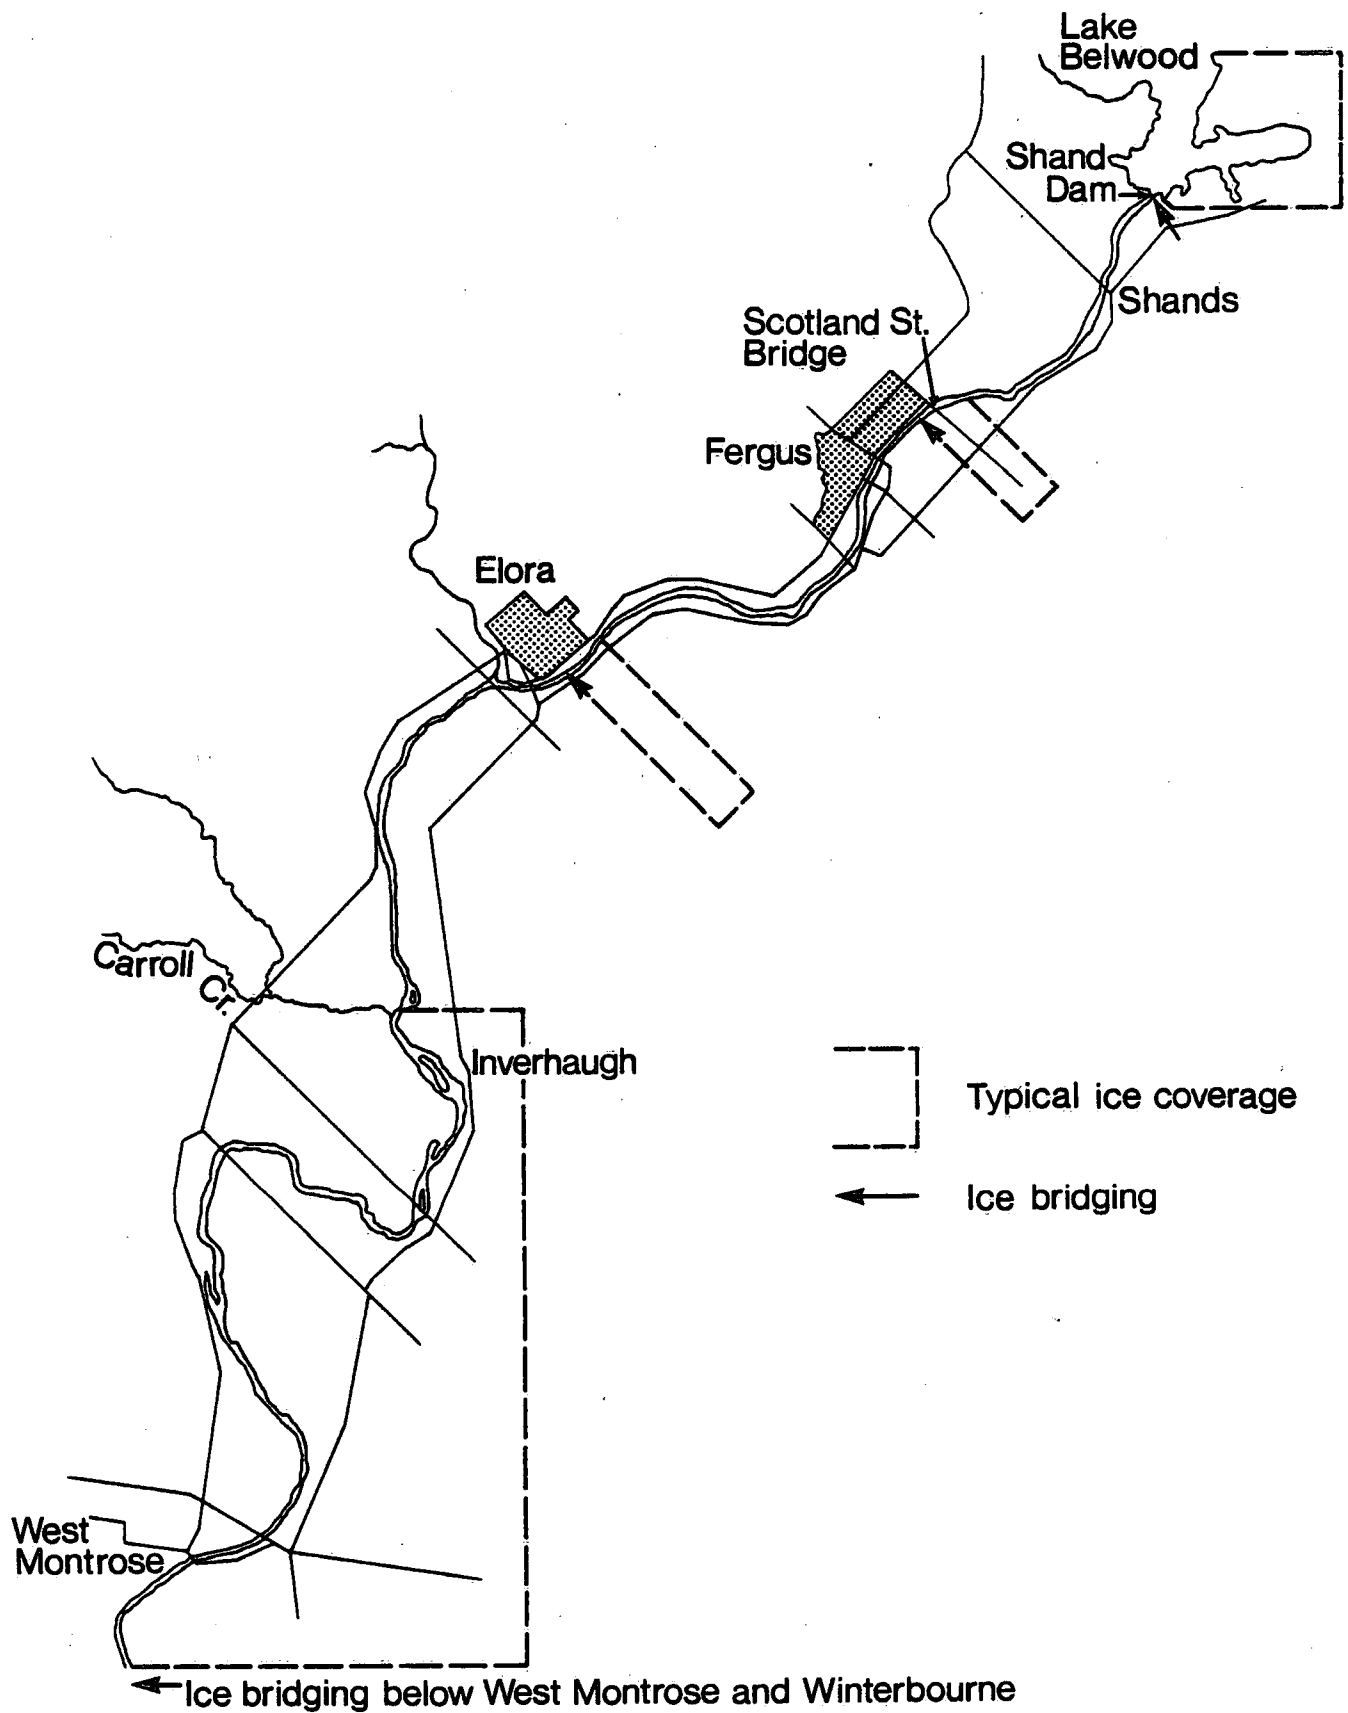 Lake
Belwood
Shand
Dam
Shands
Scotland St.
Bridge
Fergus
Elora
Carroll
Cr.
Inverhaugh
Typical ice coverage
Ice bridging
West
Montrose
Ice bridging below West Montrose and Winterbourne